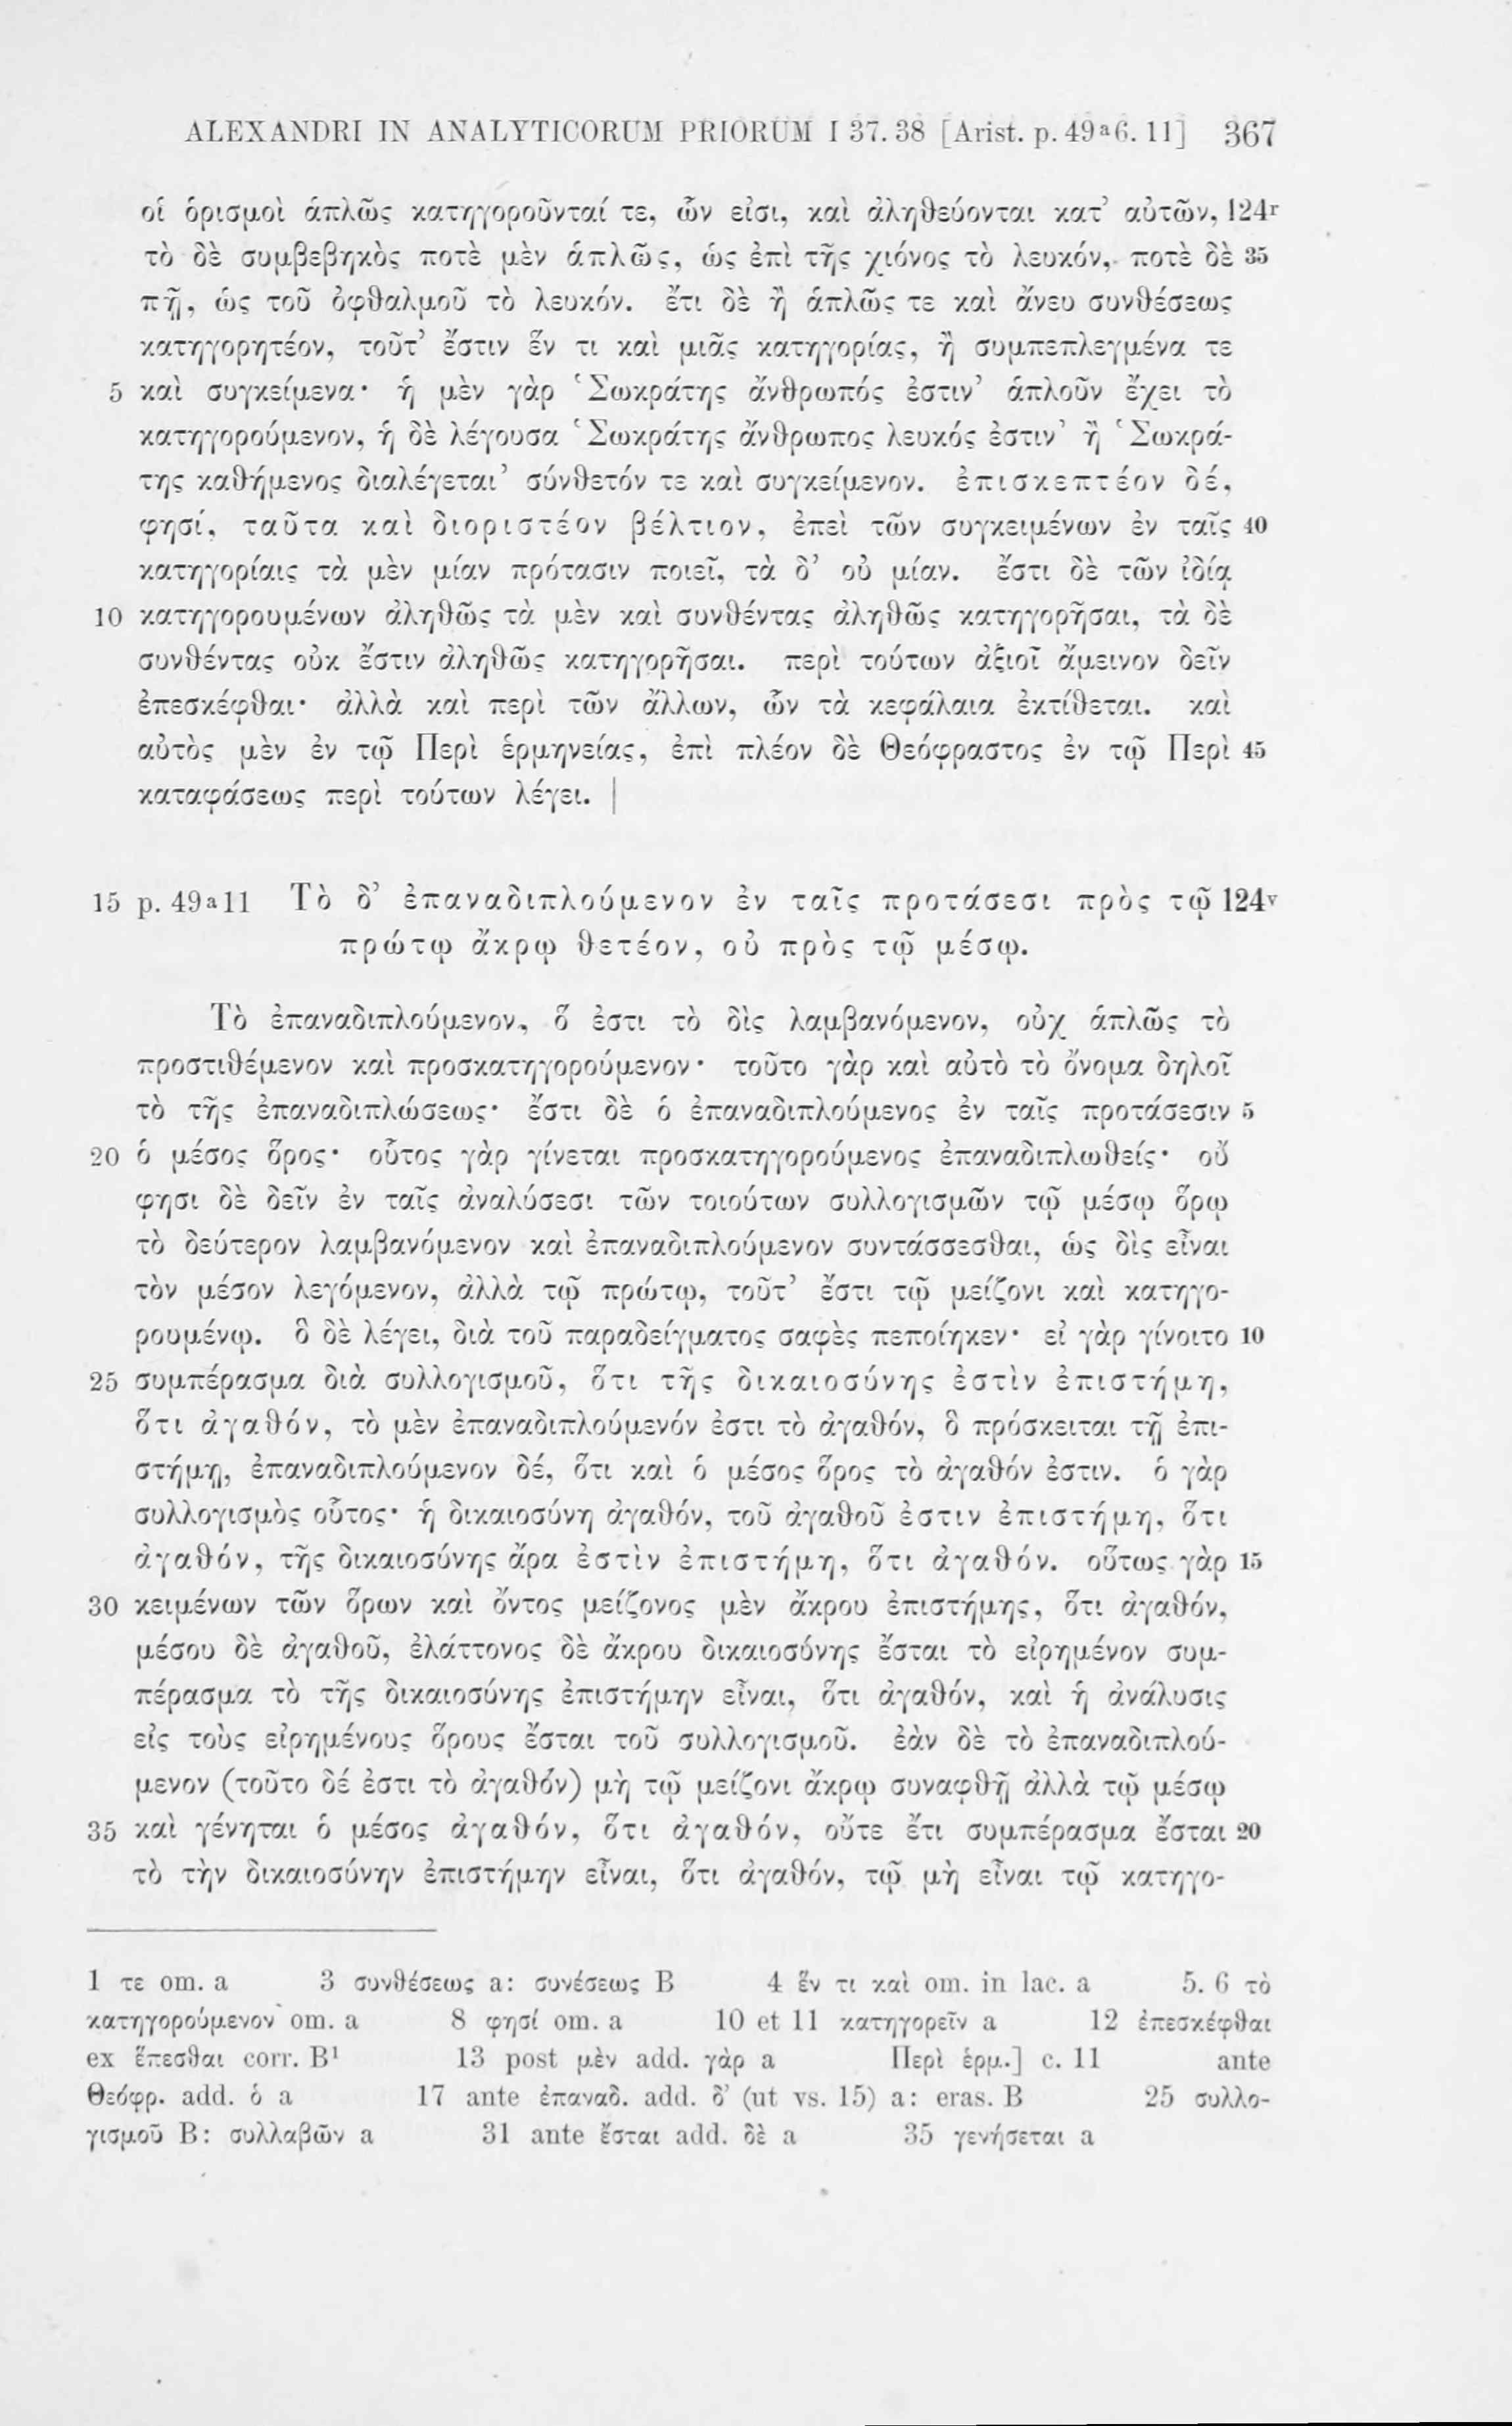 ALEXANDRI IN ANALYTICORUM PRIORUM I 37. 38 [Arist. p. 49ª6. 11] 367
οἱ ὁρισμοὶ ἁπλῶς κατηγοροῦνταί τε, ὧν εἰσι, καὶ ἀληθεύονται κατ’ αὐτῶν, 124r
τὸ δὲ συμβεβηκὸς ποτὲ μὲν ἁπλῶς, ὡς ἐπὶ τῆς χιόνος τὸ λευκόν, ποτὲ δὲ 35
πῇ, ὡς τοῦ ὀφθαλμοῦ τὸ λευκόν. ἔτι δὲ ἢ ἁπλῶς τε καὶ ἄνευ συνθέσεως
κατηγορητέον, τοῦτ’ ἔστιν ἕν τι καὶ μιᾶς κατηγορίας, ἢ συμπεπλεγμένα τε
5 καὶ συγκείμενα· ἡ μὲν γὰρ ‘Σωκράτης ἄνθρωπός ἐστιν’ ἁπλοῦν ἔχει τὸ
κατηγορούμενον, ἡ δὲ λέγουσα ‘Σωκράτης ἄνθρωπος λευκός ἐστιν’ ἢ ‘Σωκρά-
της καθήμενος διαλέγεται’ σύνθετόν τε καὶ συγκείμενον. ἐπισκεπτέον δέ,
φησί, ταῦτα καὶ διοριστέον βέλτιον, ἐπεὶ τῶν συγκειμένων ἐν ταῖς 40
κατηγορίαις τὰ μὲν μίαν πρότασιν ποιεῖ, τὰ δ’ οὐ μίαν. ἔστι δὲ τῶν ἰδίᾳ
10 κατηγορουμένων ἀληθῶς τὰ μὲν καὶ συνθέντας ἀληθῶς κατηγορῆσαι, τὰ δὲ
συνθέντας οὐκ ἔστιν ἀληθῶς κατηγορῆσαι. περὶ τούτων ἀξιοῖ ἄμεινον δεῖν
ἐπεσκέφθαι· ἀλλὰ καὶ περὶ τῶν ἄλλων, ὧν τὰ κεφάλαια ἐκτίθεται. καὶ
αὐτὸς μὲν ἐν τῷ Περὶ ἑρμηνείας, ἐπὶ πλέον δὲ Θεόφραστος ἐν τῷ Περὶ 45
καταφάσεως περὶ τούτων λέγει. |
15 p. 49ª11 Τὸ δ’ ἐπαναδιπλούμενον ἐν ταῖς προτάσεσι πρὸς τῷ 124v
πρώτῳ ἄκρῳ θετέον, οὐ πρὸς τῷ μέσῳ.
Τὸ ἐπαναδιπλούμενον, ὅ ἐστι τὸ δὶς λαμβανόμενον, οὐχ ἁπλῶς τὸ
προστιθέμενον καὶ προσκατηγορούμενον· τοῦτο γὰρ καὶ αὐτὸ τὸ ὄνομα δηλοῖ
τὸ τῆς ἐπαναδιπλώσεως· ἔστι δὲ ὁ ἐπαναδιπλούμενος ἐν ταῖς προτάσεσιν 5
20 ὁ μέσος ὅρος· οὗτος γὰρ γίνεται προσκατηγορούμενος ἐπαναδιπλωθείς· οὔ
φησι δὲ δεῖν ἐν ταῖς ἀναλύσεσι τῶν τοιούτων συλλογισμῶν τῷ μέσῳ ὅρῳ
τὸ δεύτερον λαμβανόμενον καὶ ἐπαναδιπλούμενον συντάσσεσθαι, ὡς δὶς εἶναι
τὸν μέσον λεγόμενον, ἀλλὰ τῷ πρώτῳ, τοῦτ’ ἔστι τῷ μείζονι καὶ κατηγο-
ρουμένῳ. ὃ δὲ λέγει, διὰ τοῦ παραδείγματος σαφὲς πεποίηκεν· εἰ γὰρ γίνοιτο 10
25 συμπέρασμα διὰ συλλογισμοῦ, ὅτι τῆς δικαιοσύνης ἐστὶν ἐπιστήμη,
ὅτι ἀγαθόν, τὸ μὲν ἐπαναδιπλούμενόν ἐστι τὸ ἀγαθόν, ὃ πρόσκειται τῇ ἐπι-
στήμῃ, ἐπαναδιπλούμενον δέ, ὅτι καὶ ὁ μέσος ὅρος τὸ ἀγαθόν ἐστιν. ὁ γὰρ
συλλογισμὸς οὗτος· ἡ δικαιοσύνη ἀγαθόν, τοῦ ἀγαθοῦ ἐστιν ἐπιστήμη, ὅτι
ἀγαθόν, τῆς δικαιοσύνης ἄρα ἐστὶν ἐπιστήμη, ὅτι ἀγαθόν. οὕτως γὰρ 15
30 κειμένων τῶν ὅρων καὶ ὄντος μείζονος μὲν ἄκρου ἐπιστήμης, ὅτι ἀγαθόν,
μέσου δὲ ἀγαθοῦ, ἐλάττονος δὲ ἄκρου δικαιοσύνης ἔσται τὸ εἰρημένον συμ-
πέρασμα τὸ τῆς δικαιοσύνης ἐπιστήμην εἶναι, ὅτι ἀγαθόν, καὶ ἡ ἀνάλυσις
εἰς τοὺς εἰρημένους ὅρους ἔσται τοῦ συλλογισμοῦ. ἐὰν δὲ τὸ ἐπαναδιπλού-
μενον (τοῦτο δέ ἐστι τὸ ἀγαθόν) μὴ τῷ μείζονι ἄκρῳ συναφθῇ ἀλλὰ τῷ μέσῳ
35 καὶ γένηται ὁ μέσος ἀγαθόν, ὅτι ἀγαθόν, οὔτε ἔτι συμπέρασμα ἔσται 20
τὸ τὴν δικαιοσύνην ἐπιστήμην εἶναι, ὅτι ἀγαθόν, τῷ μὴ εἶναι τῷ κατηγο-
1 τε om. a 3 συνθέσεως a: συνέσεως B 4 ἕν τι καὶ om. in lac. a 5. 6 τὸ
κατηγορούμενον om. a 8 φησί om. a 10 et 11 κατηγορεῖν a 12 ἐπεσκέφθαι
ex ἕπεσθαι corr. B¹ 13 post μὲν add. γὰρ a Περὶ ἑρμ.] c. 11 ante
Θεόφρ. add. ὁ a 17 ante ἐπαναδ. add. δ’ (ut vs. 15) a: eras. B 25 συλλο-
γισμοῦ B: συλλαβῶν a 31 ante ἔσται add. δὲ a 35 γενήσεται a